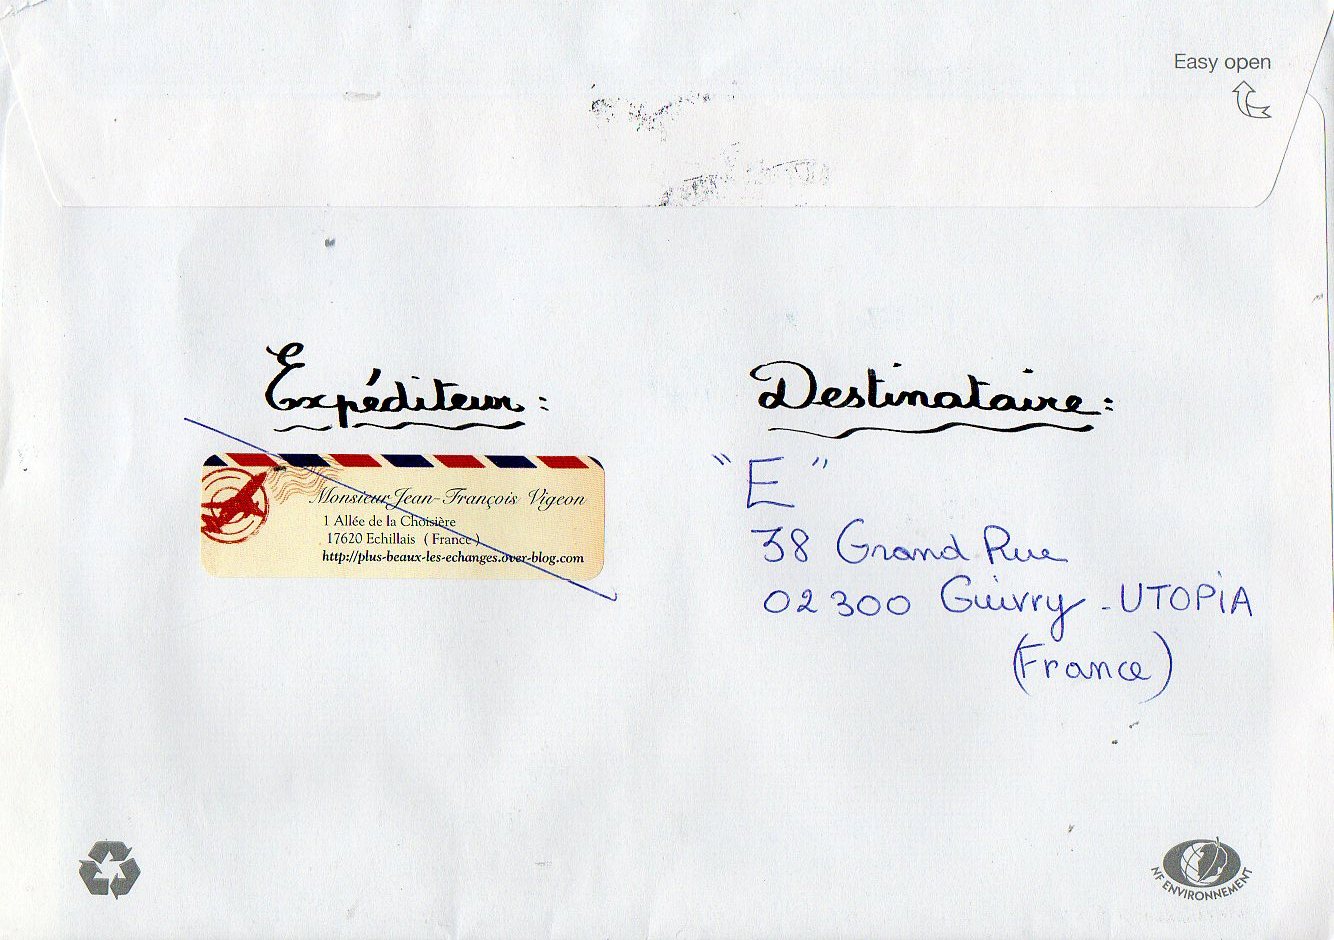 Easy open
Expéditeur :
Monsieur Jean-François Vigeon
1 Allée de la Choisière
17620 Echillais ( France )
http://plus-beaux-les-echanges.over-blog.com
Destinataire :
"E"
38 Grand Rue
02300 Guivry - UTOPiA
(France)
NF ENVIRONNEMENT